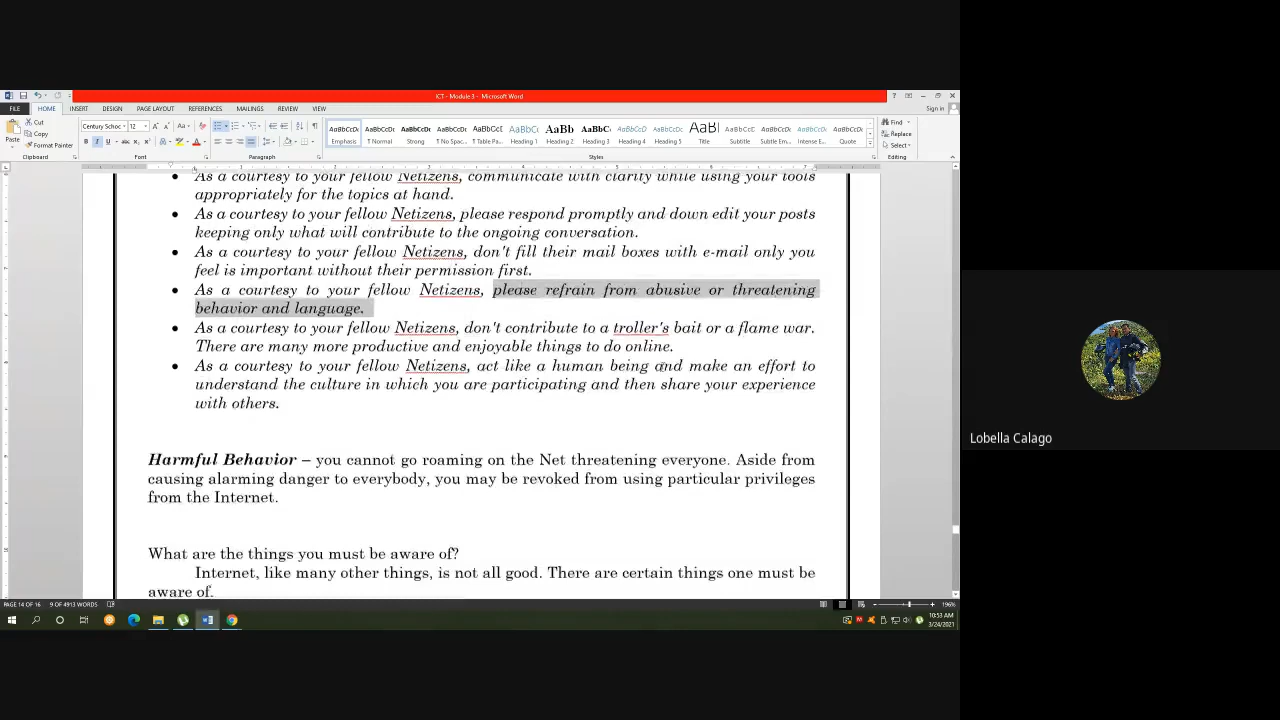 ICT - Module 3 - Microsoft Word
Sign in
FILE HOME INSERT DESIGN PAGE LAYOUT REFERENCES MAILINGS REVIEW VIEW
Cut
Copy
Format Painter
Paste
Century Schoc 12
Clipboard Font Paragraph Styles Editing
Emphasis ¶ Normal Strong ¶ No Spac... ¶ Table Pa... Heading 1 Heading 2 Heading 3 Heading 4 Heading 5 Title Subtitle Subtle Em... Emphasis Intense E... Quote
Find
Replace
Select
• As a courtesy to your fellow Netizens, communicate with clarity while using your tools
appropriately for the topics at hand.
• As a courtesy to your fellow Netizens, please respond promptly and down edit your posts
keeping only what will contribute to the ongoing conversation.
• As a courtesy to your fellow Netizens, don't fill their mail boxes with e-mail only you
feel is important without their permission first.
• As a courtesy to your fellow Netizens, please refrain from abusive or threatening
behavior and language.
• As a courtesy to your fellow Netizens, don't contribute to a troller's bait or a flame war.
There are many more productive and enjoyable things to do online.
• As a courtesy to your fellow Netizens, act like a human being and make an effort to
understand the culture in which you are participating and then share your experience
with others.
Harmful Behavior – you cannot go roaming on the Net threatening everyone. Aside from
causing alarming danger to everybody, you may be revoked from using particular privileges
from the Internet.
What are the things you must be aware of?
Internet, like many other things, is not all good. There are certain things one must be
aware of.
PAGE 14 OF 16 9 OF 4913 WORDS
196%
10:53 AM
3/24/2021
Lobella Calago